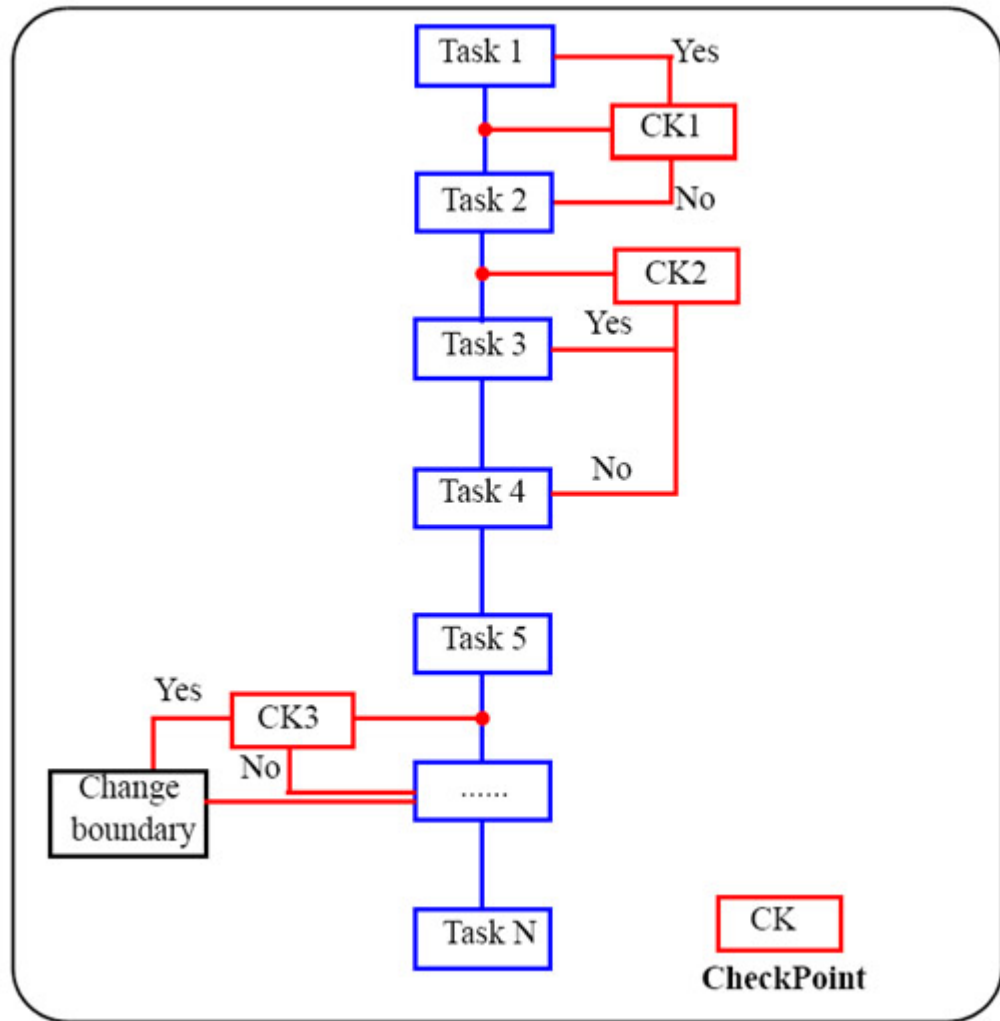 Task 1
Yes
CK1
Task 2
No
CK2
Yes
Task 3
No
Task 4
Task 5
Yes
CK3
No
......
Change
boundary
Task N
CK
CheckPoint